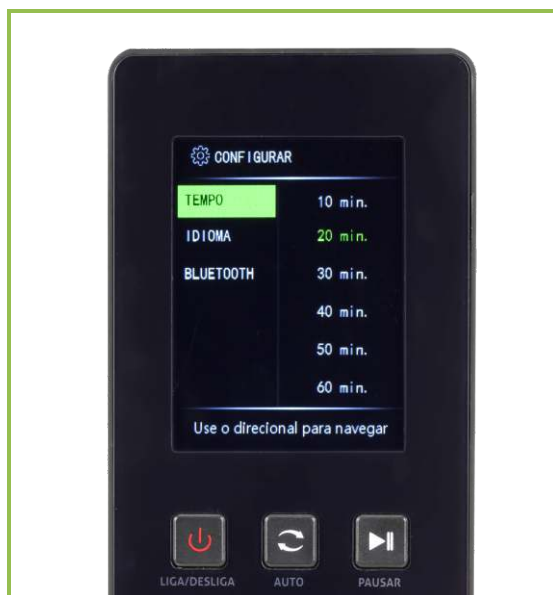 CONFIGURAR
TEMPO
10 min.
IDIOMA
20 min.
BLUETOOTH
30 min.
40 min.
50 min.
60 min.
Use o direcional para navegar
LIGA/DESLIGA
AUTO
PAUSAR